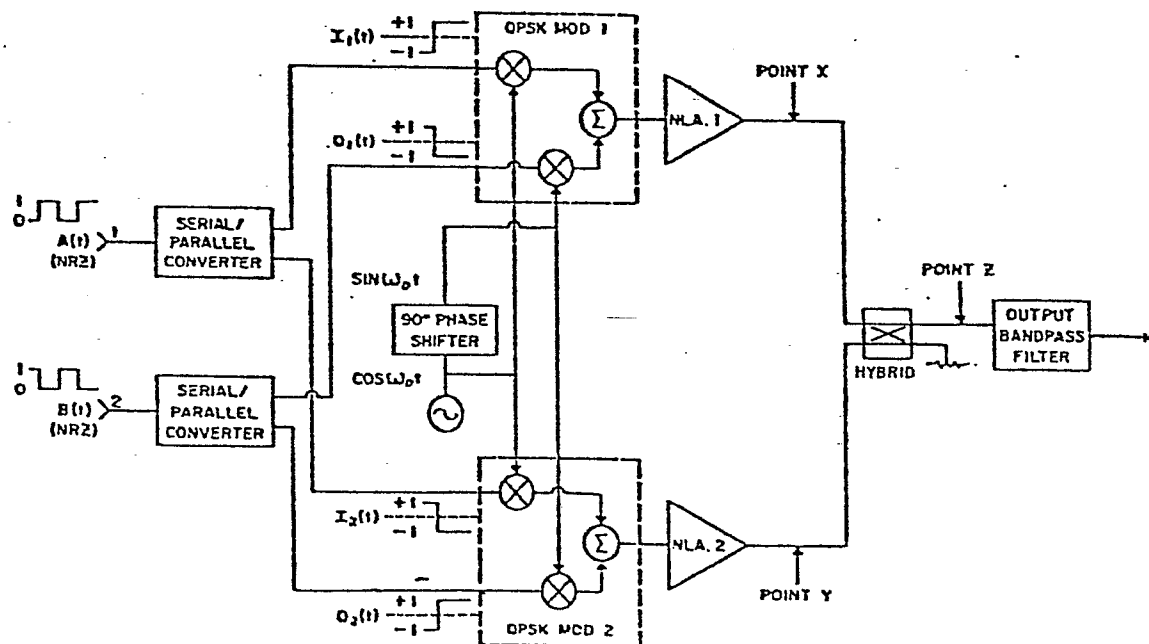 +1
I₁(t)
-1
QPSK MOD 1
POINT X
Σ
NLA. 1
+1
Q₁(t)
-1
1
0
A(t)
1
(NRZ)
SERIAL/
PARALLEL
CONVERTER
SIN ω₀t
90° PHASE
SHIFTER
COS ω₀t
POINT Z
OUTPUT
BANDPASS
FILTER
HYBRID
1
0
B(t)
2
(NRZ)
SERIAL/
PARALLEL
CONVERTER
+1
I₂(t)
-1
Σ
NLA. 2
-
+1
Q₂(t)
-1
QPSK MOD 2
POINT Y